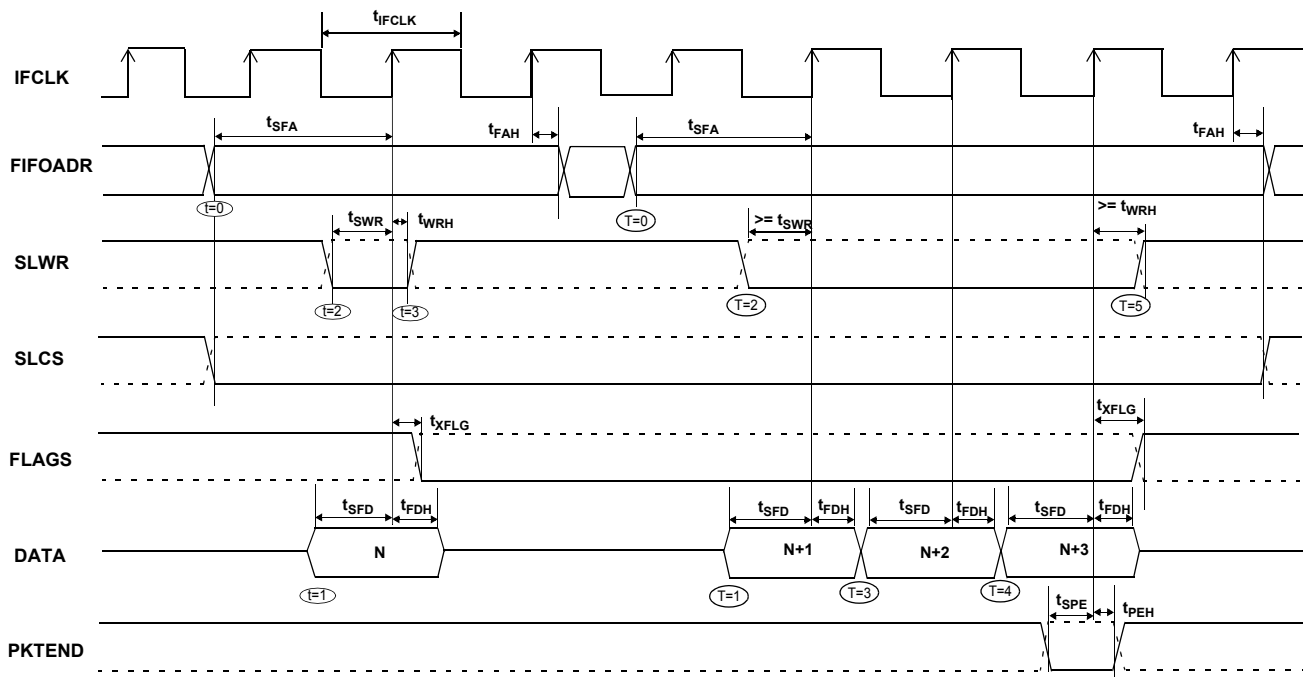 tIFCLK
IFCLK
tSFA tFAH tSFA tFAH
FIFOADR
t=0 tSWR tWRH T=0 >= tSWR >= tWRH
SLWR
t=2 t=3 T=2 T=5
SLCS
tXFLG tXFLG
FLAGS
tSFD tFDH tSFD tFDH tSFD tFDH tSFD tFDH
DATA N N+1 N+2 N+3
t=1 T=1 T=3 T=4
tSPE tPEH
PKTEND